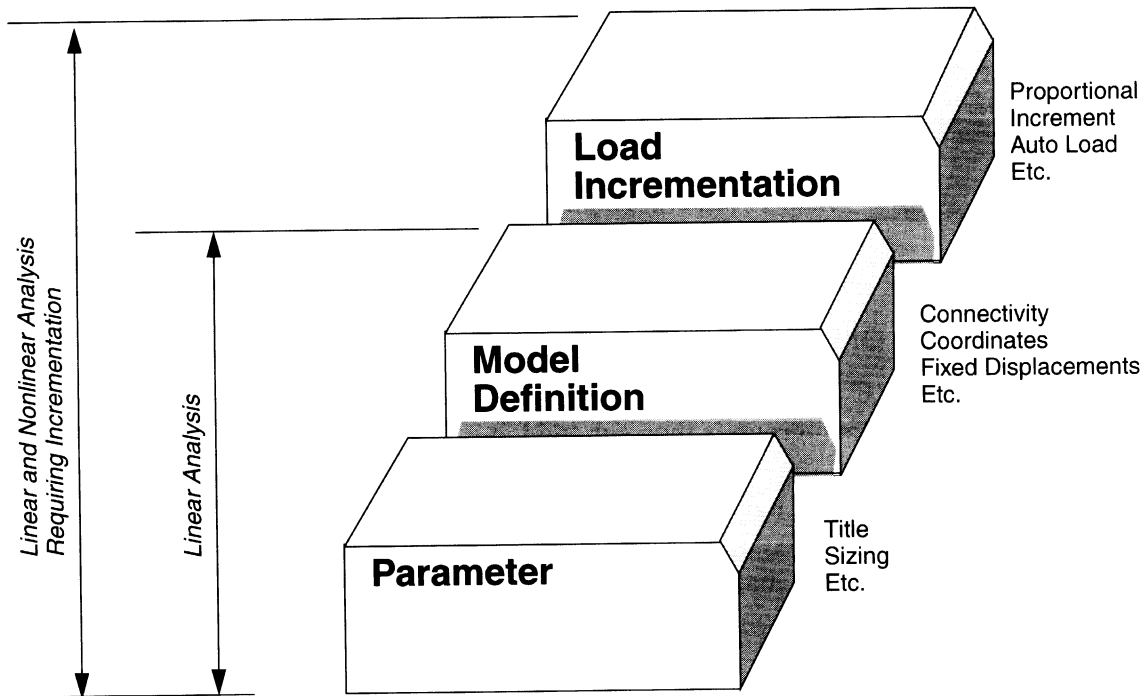 Linear and Nonlinear Analysis
Requiring Incrementation
Linear Analysis
Load
Incrementation
Proportional
Increment
Auto Load
Etc.
Model
Definition
Connectivity
Coordinates
Fixed Displacements
Etc.
Parameter
Title
Sizing
Etc.